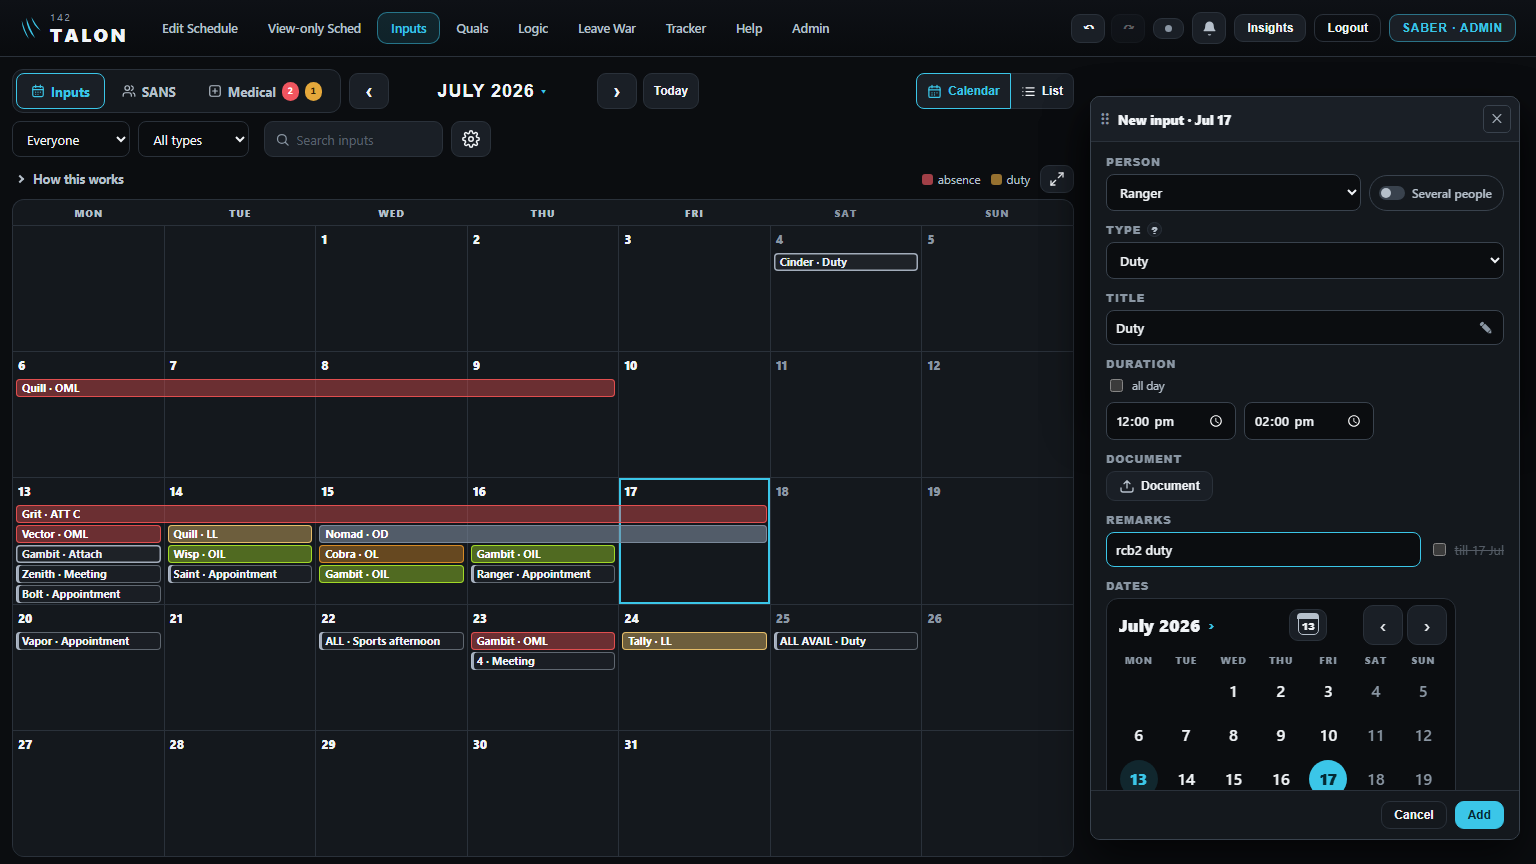 142
TALON
Edit Schedule
View-only Sched
Inputs
Quals
Logic
Leave War
Tracker
Help
Admin
Insights
Logout
SABER · ADMIN
Inputs
SANS
Medical 2 1
JULY 2026
Today
Calendar
List
Everyone
All types
Search inputs
How this works
absence
duty
MON TUE WED THU FRI SAT SUN
1 2 3 4 5
Cinder · Duty
6 7 8 9 10 11 12
Quill · OML
13 14 15 16 17 18 19
Grit · ATT C
Vector · OML
Quill · LL
Nomad · OD
Gambit · Attach
Wisp · OIL
Cobra · OL
Gambit · OIL
Zenith · Meeting
Saint · Appointment
Gambit · OIL
Ranger · Appointment
Bolt · Appointment
20 21 22 23 24 25 26
Vapor · Appointment
ALL · Sports afternoon
Gambit · OML
Tally · LL
ALL AVAIL · Duty
4 · Meeting
27 28 29 30 31
New input · Jul 17
PERSON
Ranger
Several people
TYPE ?
Duty
TITLE
Duty
DURATION
all day
12:00 pm
02:00 pm
DOCUMENT
Document
REMARKS
rcb2 duty
till 17 Jul
DATES
July 2026 ›
13
MON TUE WED THU FRI SAT SUN
1 2 3 4 5
6 7 8 9 10 11 12
13 14 15 16 17 18 19
Cancel
Add